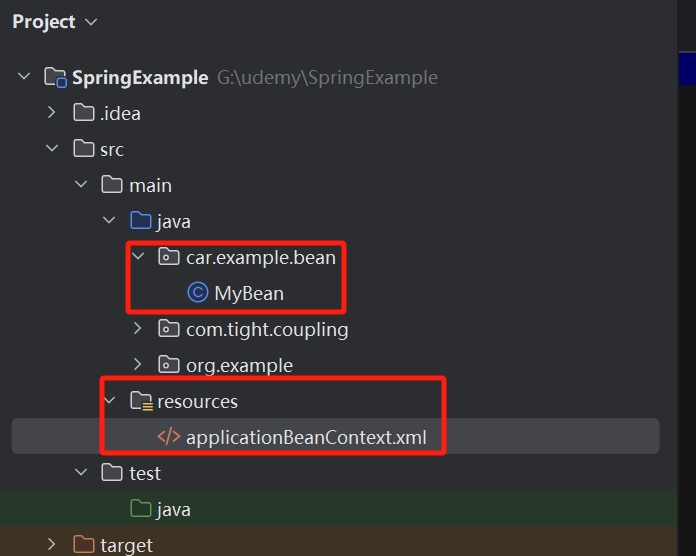 Project
SpringExample G:\udemy\SpringExample
.idea
src
main
java
car.example.bean
MyBean
com.tight.coupling
org.example
resources
applicationBeanContext.xml
test
java
target